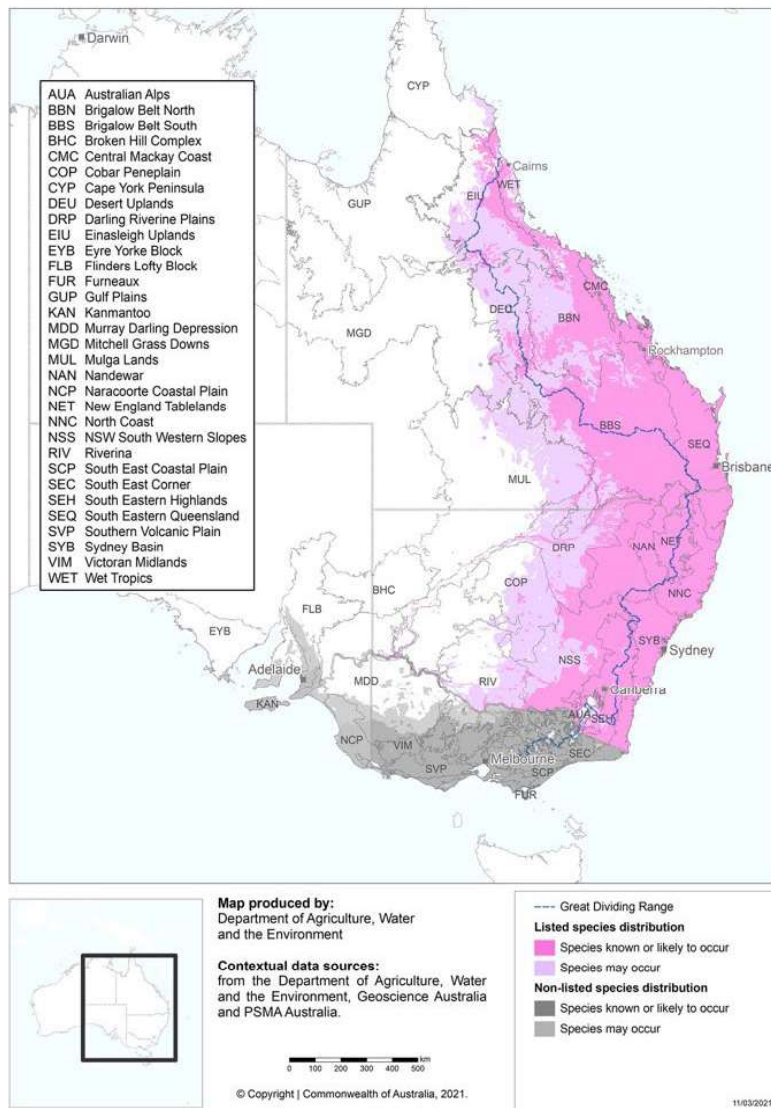 Darwin
AUA Australian Alps
BBN Brigalow Belt North
BBS Brigalow Belt South
BHC Broken Hill Complex
CMC Central Mackay Coast
COP Cobar Peneplain
CYP Cape York Peninsula
DEU Desert Uplands
DRP Darling Riverine Plains
EIU Einasleigh Uplands
EYB Eyre Yorke Block
FLB Flinders Lofty Block
FUR Furneaux
GUP Gulf Plains
KAN Kanmantoo
MDD Murray Darling Depression
MGD Mitchell Grass Downs
MUL Mulga Lands
NAN Nandewar
NCP Naracoorte Coastal Plain
NET New England Tablelands
NNC North Coast
NSS NSW South Western Slopes
RIV Riverina
SCP South East Coastal Plain
SEC South East Corner
SEH South Eastern Highlands
SEQ South Eastern Queensland
SVP Southern Volcanic Plain
SYB Sydney Basin
VIM Victoran Midlands
WET Wet Tropics
CYP
Cairns
WET
EIU
GUP
CMC
DEU
BBN
MGD
Rockhampton
BBS
SEQ
Brisbane
MUL
DRP
NAN
NET
COP
BHC
NNC
FLB
EYB
SYB
Sydney
NSS
Adelaide
MDD
RIV
Canberra
KAN
AUA
SEH
NCP
VIM
Melbourne
SEC
SVP
SCP
FUR
Map produced by:
Department of Agriculture, Water
and the Environment
Contextual data sources:
from the Department of Agriculture, Water
and the Environment, Geoscience Australia
and PSMA Australia.
km
0 100 200 300 400 500
© Copyright | Commonwealth of Australia, 2021.
Great Dividing Range
Listed species distribution
Species known or likely to occur
Species may occur
Non-listed species distribution
Species known or likely to occur
Species may occur
11/03/2021